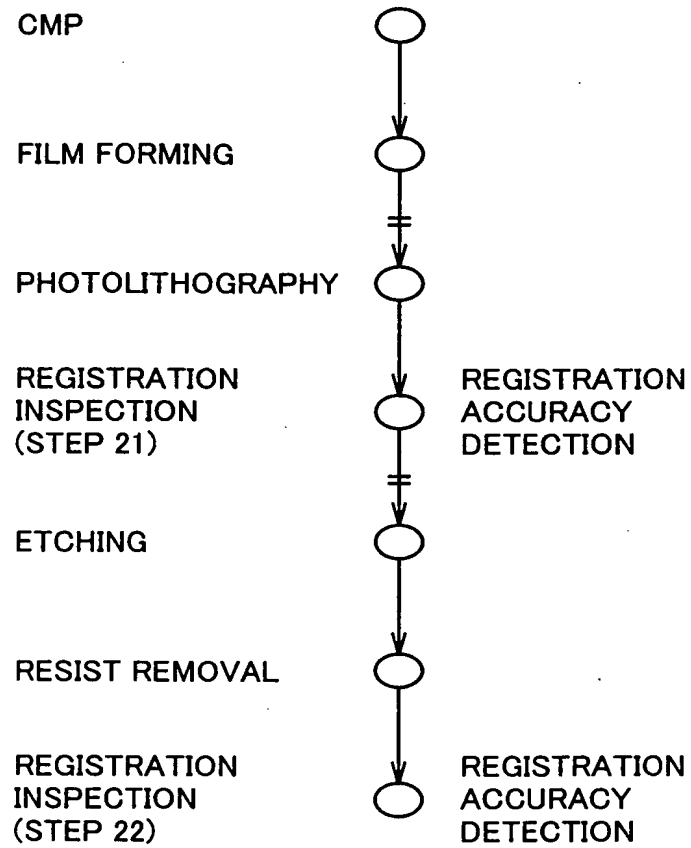 CMP
FILM FORMING
PHOTOLITHOGRAPHY
REGISTRATION
INSPECTION
(STEP 21)
REGISTRATION
ACCURACY
DETECTION
ETCHING
RESIST REMOVAL
REGISTRATION
INSPECTION
(STEP 22)
REGISTRATION
ACCURACY
DETECTION